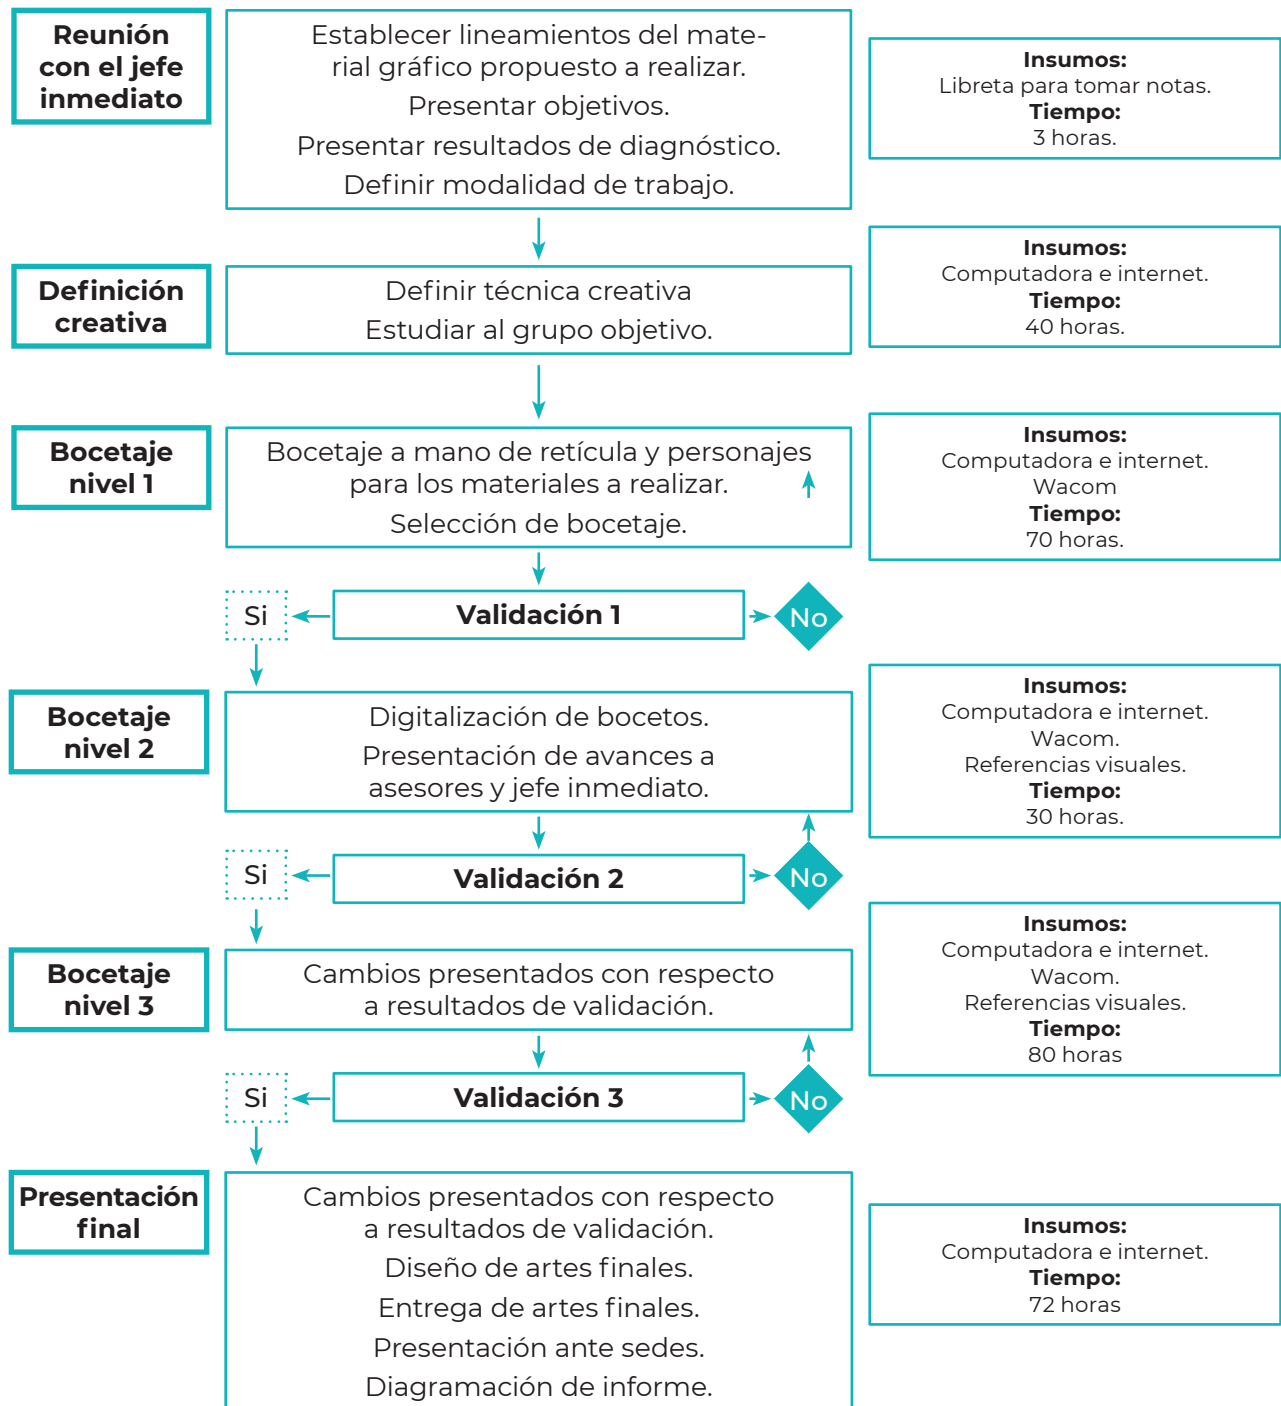 Reunión
con el jefe
inmediato
Establecer lineamientos del mate-
rial gráfico propuesto a realizar.
Presentar objetivos.
Presentar resultados de diagnóstico.
Definir modalidad de trabajo.
Insumos:
Libreta para tomar notas.
Tiempo:
3 horas.
Definición
creativa
Definir técnica creativa
Estudiar al grupo objetivo.
Insumos:
Computadora e internet.
Tiempo:
40 horas.
Bocetaje
nivel 1
Bocetaje a mano de retícula y personajes
para los materiales a realizar.
Selección de bocetaje.
Insumos:
Computadora e internet.
Wacom
Tiempo:
70 horas.
Si
Validación 1
No
Bocetaje
nivel 2
Digitalización de bocetos.
Presentación de avances a
asesores y jefe inmediato.
Insumos:
Computadora e internet.
Wacom.
Referencias visuales.
Tiempo:
30 horas.
Si
Validación 2
No
Bocetaje
nivel 3
Cambios presentados con respecto
a resultados de validación.
Insumos:
Computadora e internet.
Wacom.
Referencias visuales.
Tiempo:
80 horas
Si
Validación 3
No
Presentación
final
Cambios presentados con respecto
a resultados de validación.
Diseño de artes finales.
Entrega de artes finales.
Presentación ante sedes.
Diagramación de informe.
Insumos:
Computadora e internet.
Tiempo:
72 horas